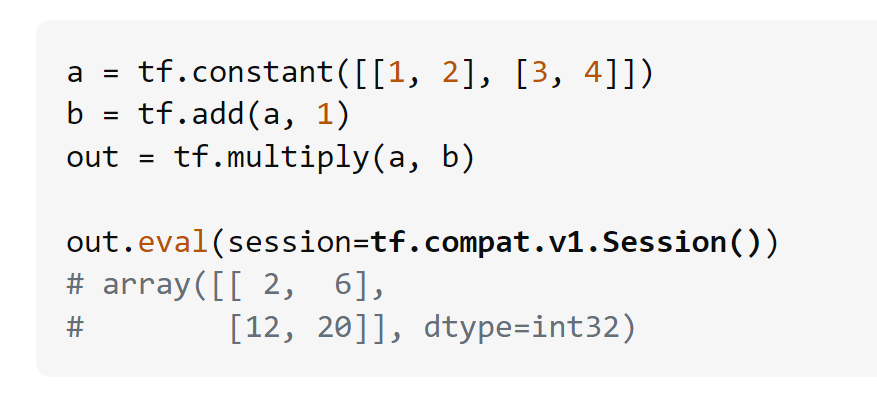 a = tf.constant([[1, 2], [3, 4]])
b = tf.add(a, 1)
out = tf.multiply(a, b)
out.eval(session=tf.compat.v1.Session())
# array([[ 2,  6],
#        [12, 20]], dtype=int32)